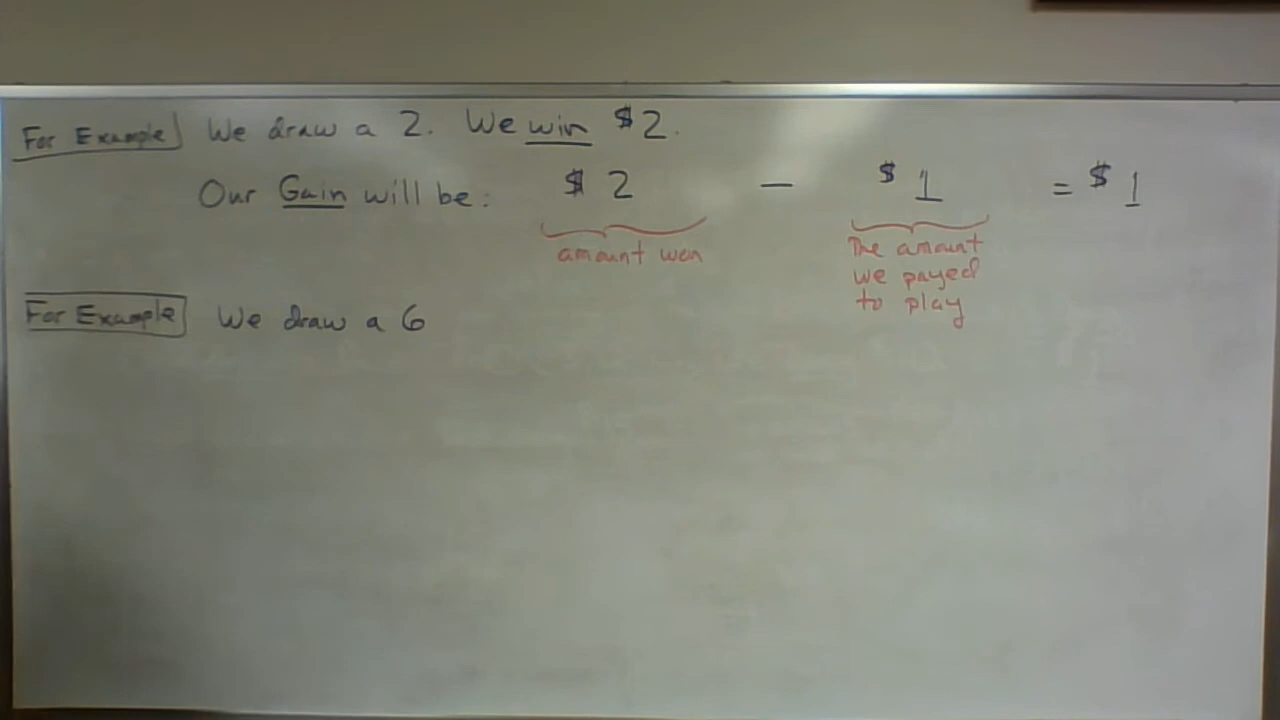 For Example We draw a 2. We win $2.
Our Gain will be: $ 2 — $ 1 = $ 1
amount won
The amount
we payed
to play
For Example We draw a 6